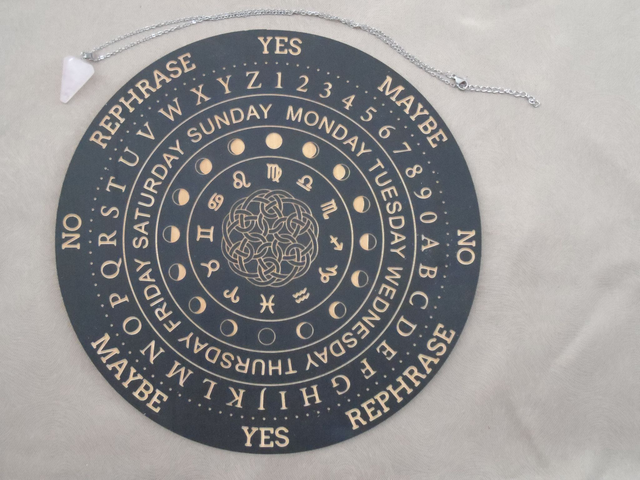 YES
MAYBE
NO
REPHRASE
YES
MAYBE
NO
REPHRASE
1 2 3 4 5 6 7 8 9 0 A B C D E F G H I J K L M N O P Q R S T U V W X Y Z
SUNDAY MONDAY TUESDAY WEDNESDAY THURSDAY FRIDAY SATURDAY
♍ ♎ ♏ ♐ ♑ ♒ ♓ ♈ ♉ ♊ ♋ ♌